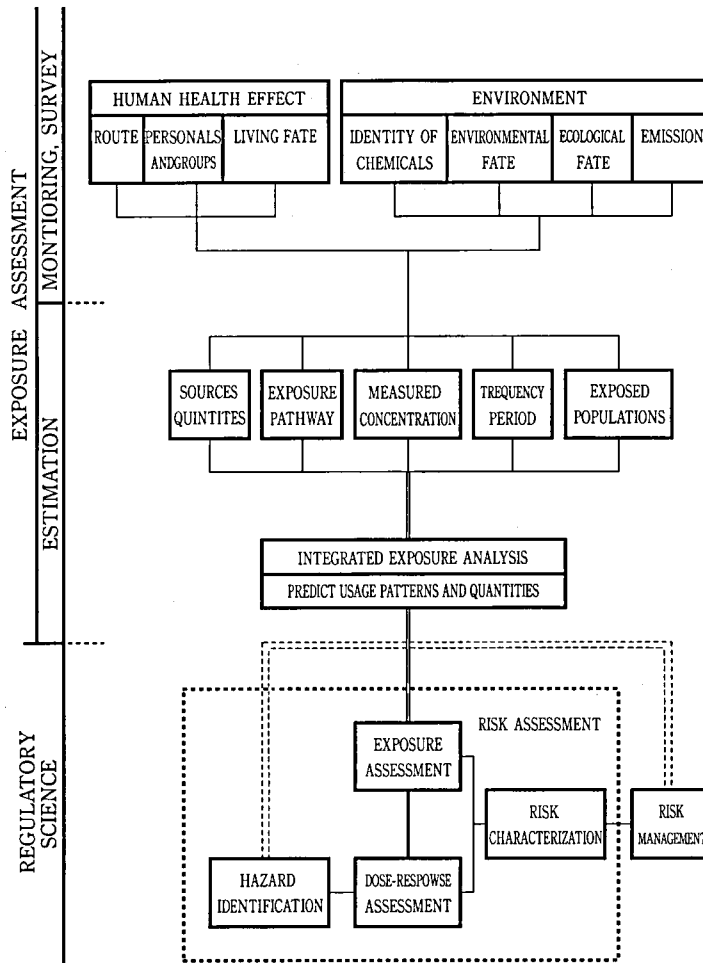 EXPOSURE ASSESSMENT
MONTIORING, SURVEY
HUMAN HEALTH EFFECT
ROUTE
PERSONALS
ANDGROUPS
LIVING FATE
ENVIRONMENT
IDENTITY OF
CHEMICALS
ENVIRONMENTAL
FATE
ECOLOGICAL
FATE
EMISSION
ESTIMATION
SOURCES
QUINTITES
EXPOSURE
PATHWAY
MEASURED
CONCENTRATION
TREQUENCY
PERIOD
EXPOSED
POPULATIONS
INTEGRATED EXPOSURE ANALYSIS
PREDICT USAGE PATTERNS AND QUANTITIES
REGULATORY
SCIENCE
RISK ASSESSMENT
EXPOSURE
ASSESSMENT
RISK
CHARACTERIZATION
RISK
MANAGEMENT
HAZARD
IDENTIFICATION
DOSE-RESPOWSE
ASSESSMENT